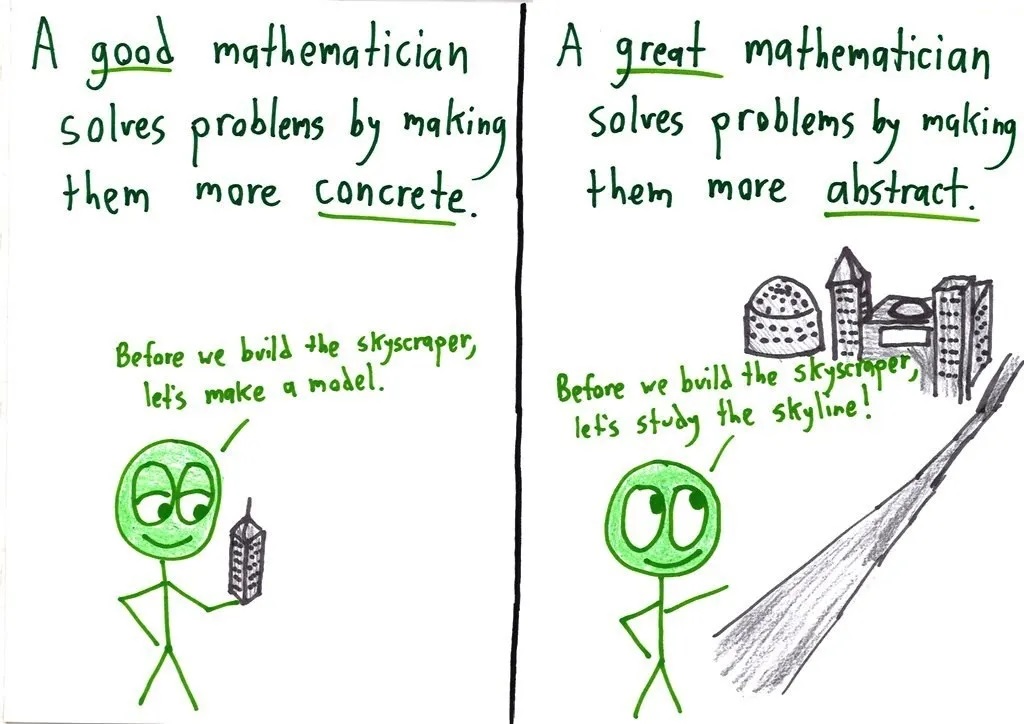 A good mathematician
solves problems by making
them more concrete.
Before we build the skyscraper,
let's make a model.
A great mathematician
solves problems by making
them more abstract.
Before we build the skyscraper,
let's study the skyline!